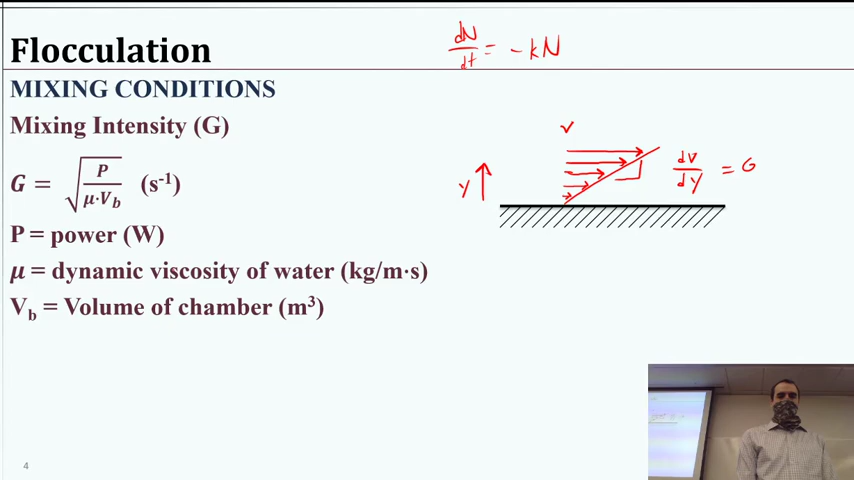 Flocculation
dN/dt = -kN
MIXING CONDITIONS
Mixing Intensity (G)
G = √(P/μ·V_b) (s⁻¹)
P = power (W)
μ = dynamic viscosity of water (kg/m·s)
V_b = Volume of chamber (m³)
v
y
dv/dy = G
4